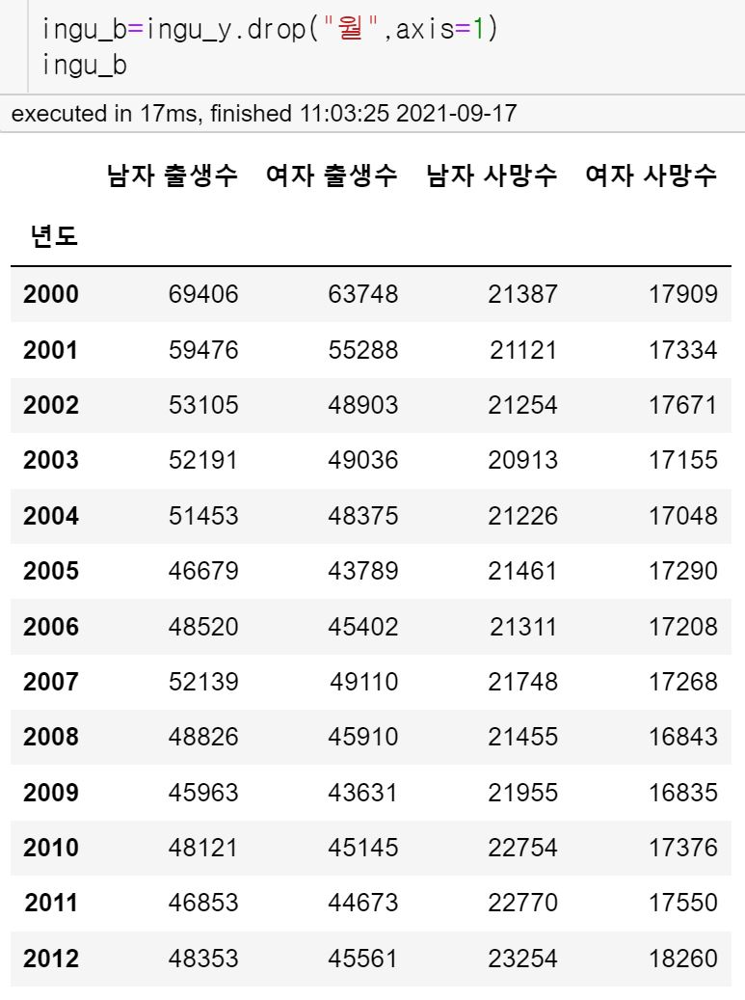 ingu_b=ingu_y.drop("월",axis=1)
ingu_b
executed in 17ms, finished 11:03:25 2021-09-17
남자 출생수 여자 출생수 남자 사망수 여자 사망수
년도
2000 69406 63748 21387 17909
2001 59476 55288 21121 17334
2002 53105 48903 21254 17671
2003 52191 49036 20913 17155
2004 51453 48375 21226 17048
2005 46679 43789 21461 17290
2006 48520 45402 21311 17208
2007 52139 49110 21748 17268
2008 48826 45910 21455 16843
2009 45963 43631 21955 16835
2010 48121 45145 22754 17376
2011 46853 44673 22770 17550
2012 48353 45561 23254 18260